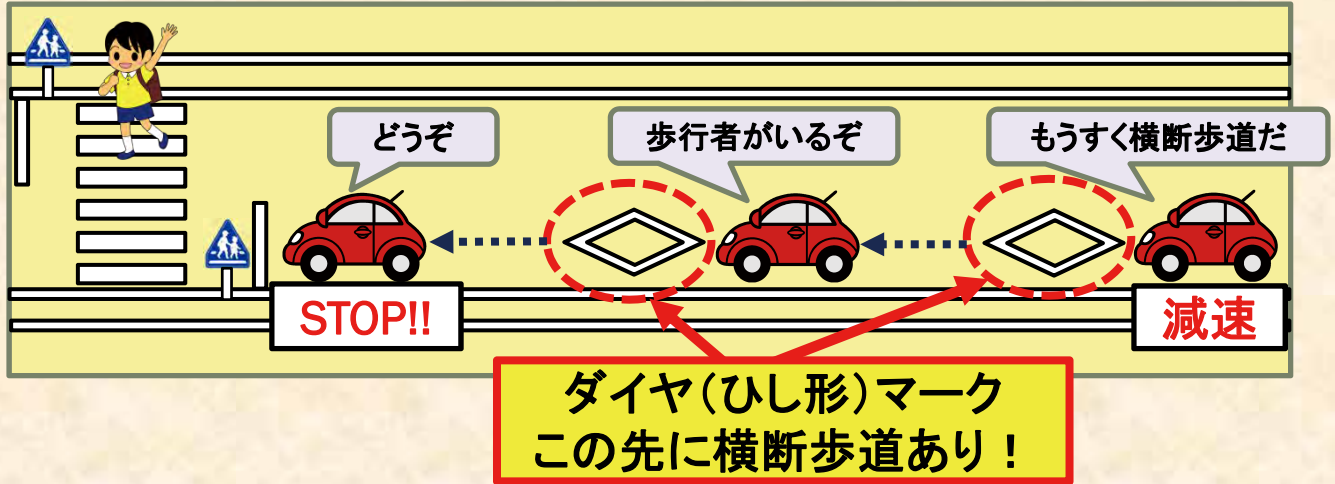 どうぞ
歩行者がいるぞ
もうすく横断歩道だ
STOP!!
減速
ダイヤ(ひし形)マーク
この先に横断歩道あり!